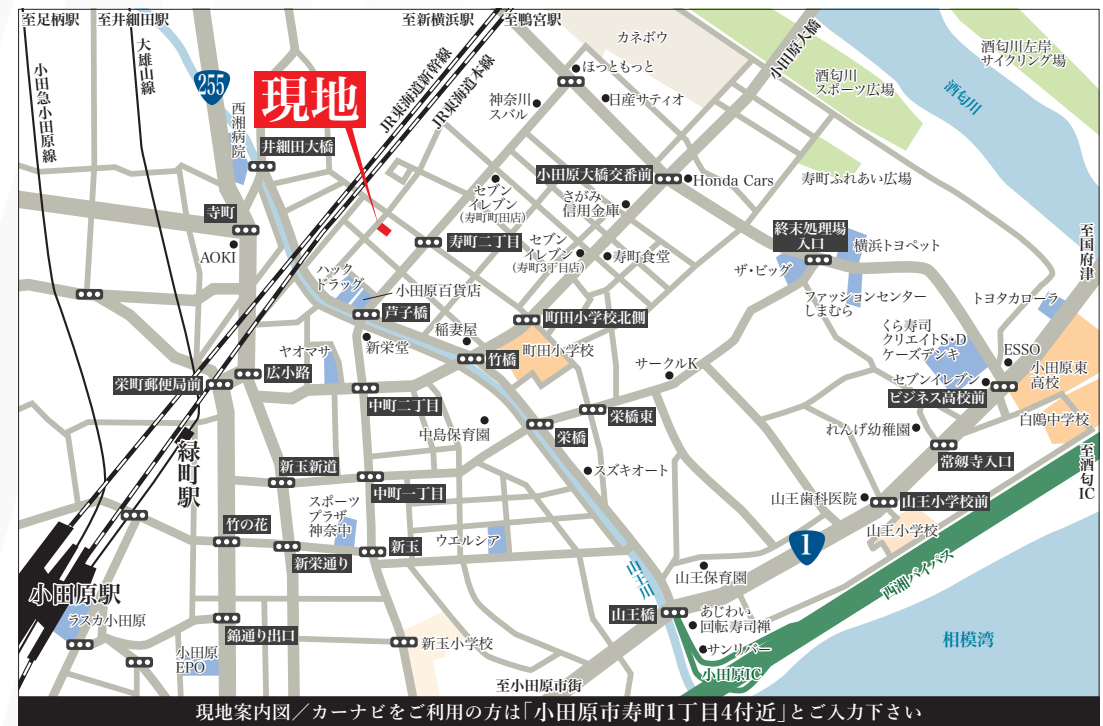 至足柄駅
至井細田駅
至新横浜駅
至鴨宮駅
カネボウ
小田原大橋
酒匂川左岸
サイクリング場
酒匂川
スポーツ広場
酒匂川
大雄山線
小田急小田原線
255
西湘病院
現地
JR東海道新幹線
JR東海道本線
ほっともっと
神奈川
スバル
日産サティオ
井細田大橋
小田原大橋交番前
Honda Cars
寿町ふれあい広場
セブン
イレブン
(寿町町田店)
さがみ
信用金庫
寺町
AOKI
寿町二丁目
セブン
イレブン
(寿町3丁目店)
寿町食堂
終末処理場
入口
横浜トヨペット
至国府津
ザ・ビッグ
ハック
ドラッグ
小田原百貨店
芦子橋
町田小学校北側
ファッションセンター
しまむら
トヨタカローラ
稲妻屋
新栄堂
竹橋
町田小学校
くら寿司
クリエイトS・D
ケーズデンキ
ESSO
ヤオマサ
広小路
栄町郵便局前
サークルK
セブンイレブン
小田原東
高校
ビジネス高校前
中町二丁目
中島保育園
栄橋
栄橋東
れんげ幼稚園
白鴎中学校
常剱寺入口
至酒匂IC
緑町駅
新玉新道
中町一丁目
スズキオート
山王歯科医院
山王小学校前
スポーツ
プラザ
神奈中
竹の花
新栄通り
新玉
ウエルシア
1
山王小学校
山王川
山王保育園
西湘バイパス
小田原駅
ラスカ小田原
錦通り出口
小田原
EPO
新玉小学校
山王橋
あじわい
回転寿司禅
サンリバー
小田原IC
相模湾
至小田原市街
現地案内図／カーナビをご利用の方は「小田原市寿町1丁目4付近」とご入力下さい